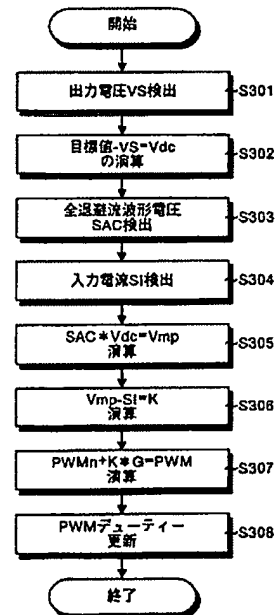 開始
出力電圧VS検出
S301
目標値-VS=Vdc
の演算
S302
全退避流波形電圧
SAC検出
S303
入力電流SI検出
S304
SAC*Vdc=Vmp
演算
S305
Vmp-SI=K
演算
S306
PWMn+K*G=PWM
演算
S307
PWMデューティー
更新
S308
終了